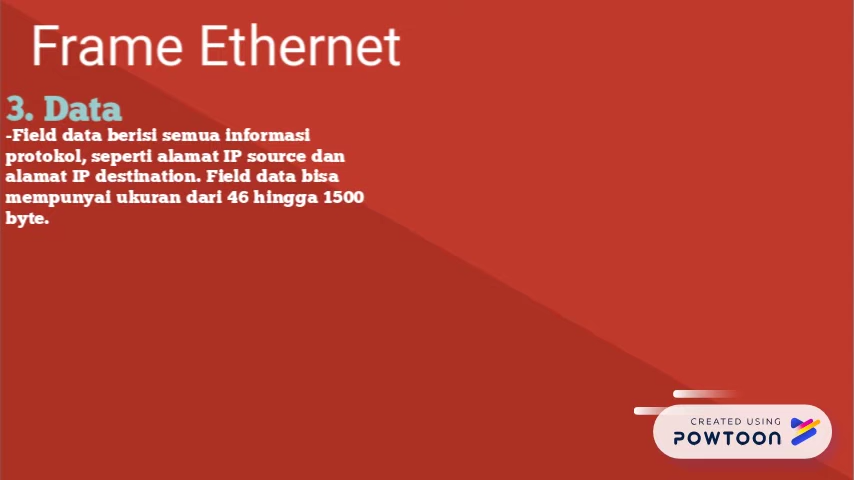 Frame Ethernet
3. Data
-Field data berisi semua informasi
protokol, seperti alamat IP source dan
alamat IP destination. Field data bisa
mempunyai ukuran dari 46 hingga 1500
byte.
CREATED USING
POWTOON